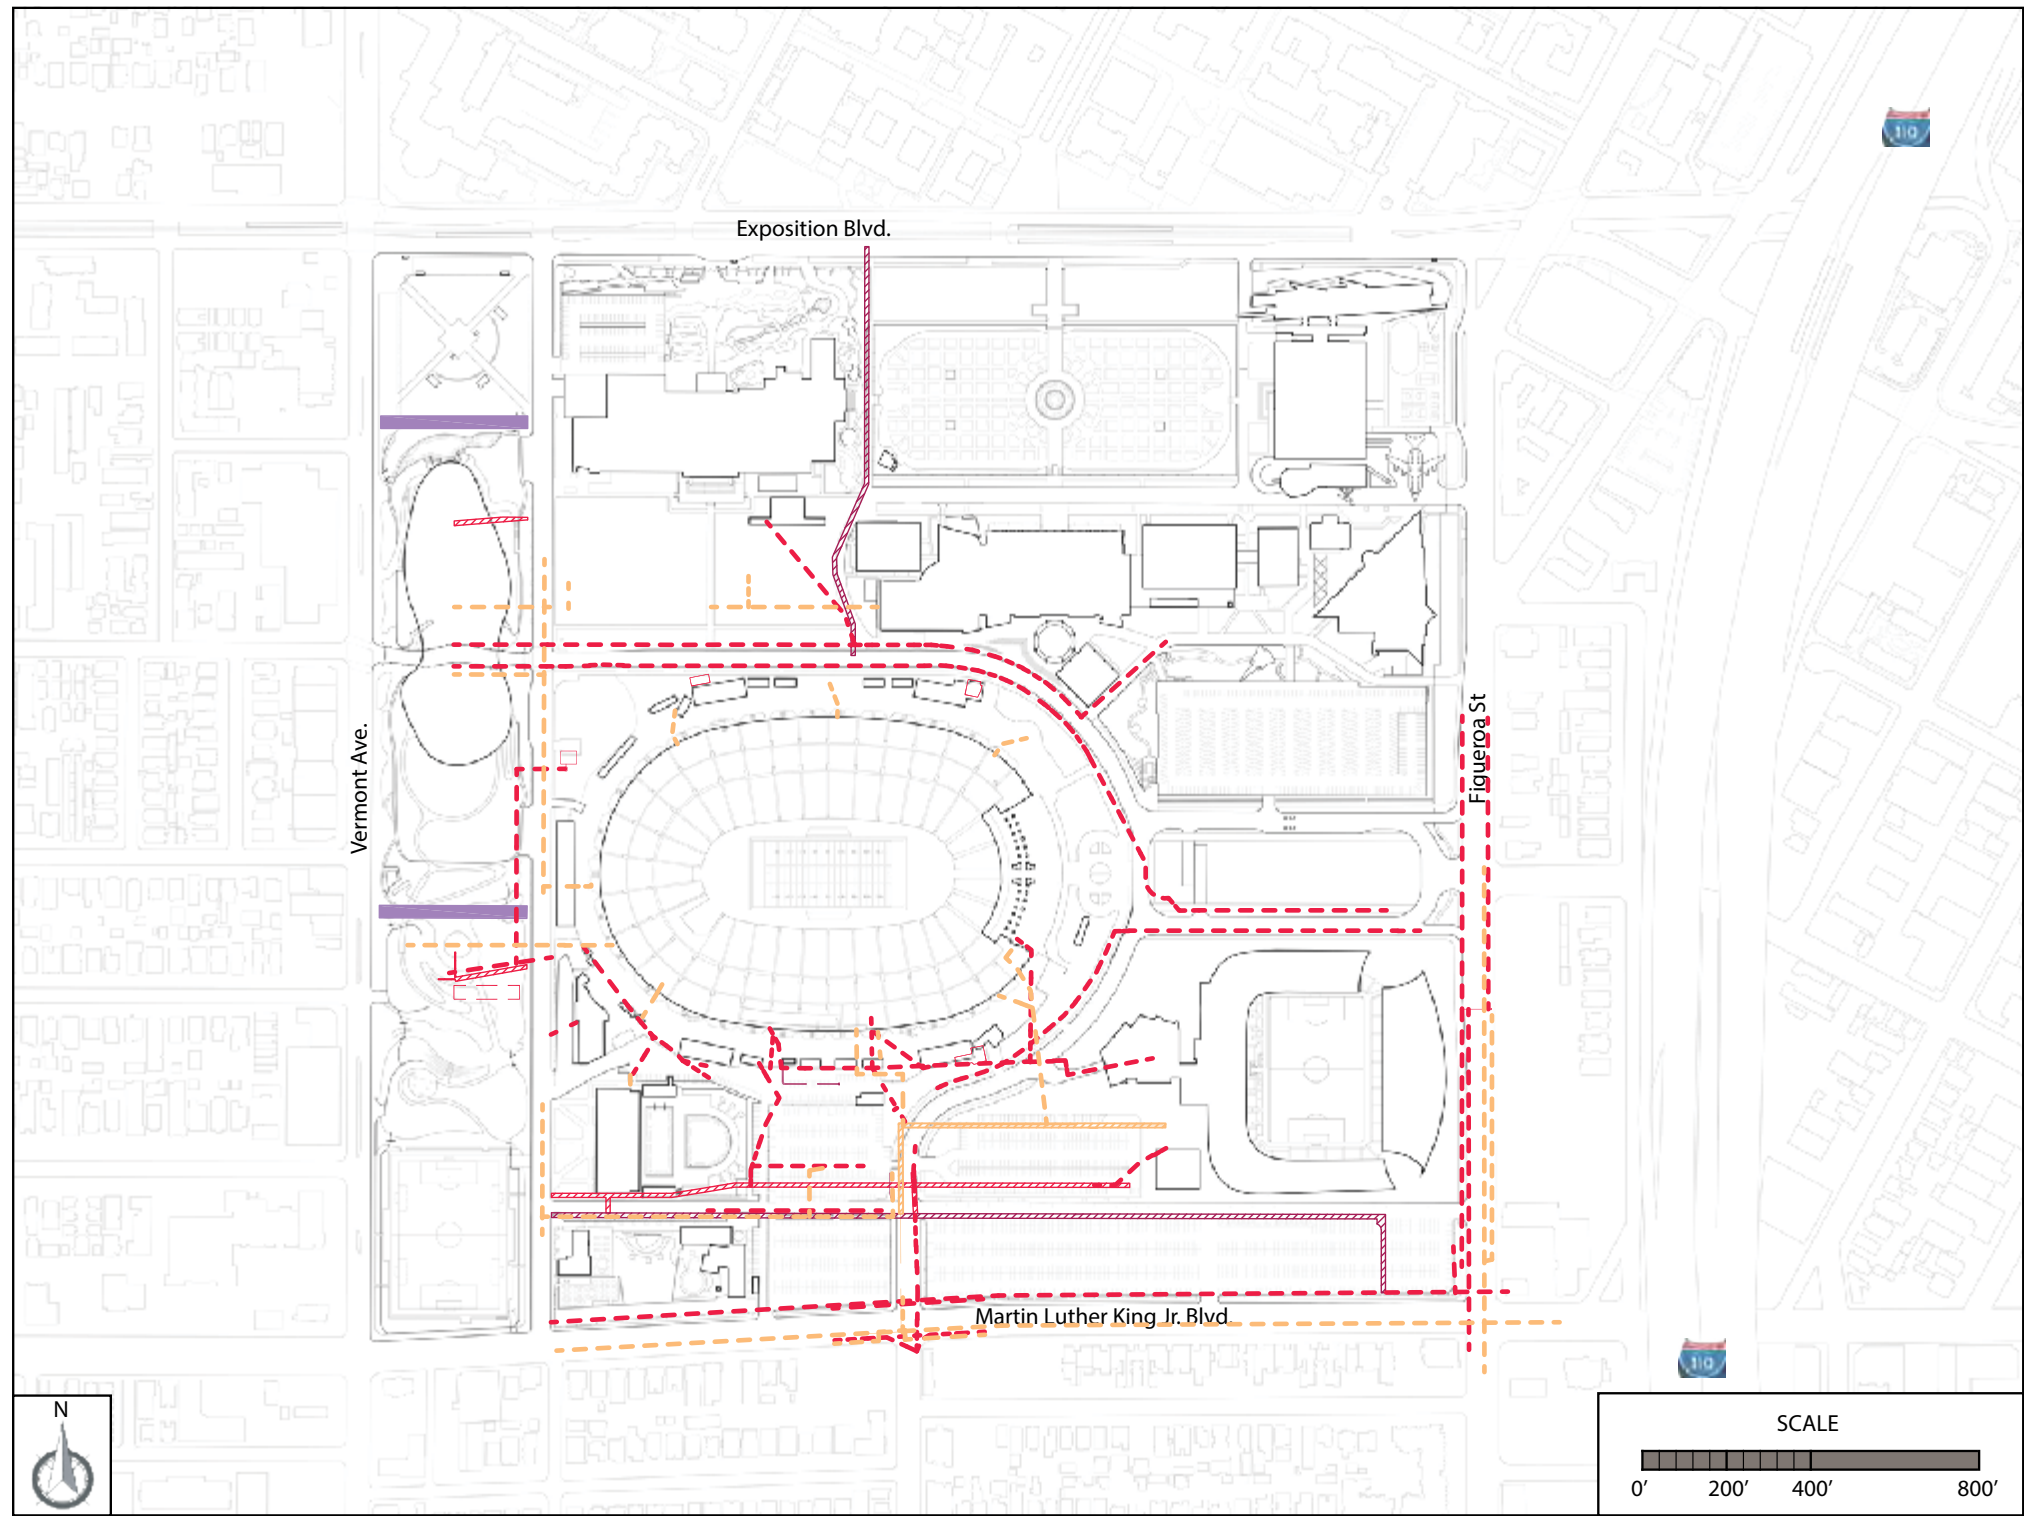 110
Exposition Blvd.
Figueroa St
Vermont Ave.
Martin Luther King Jr. Blvd.
110
N
SCALE
0' 200' 400' 800'